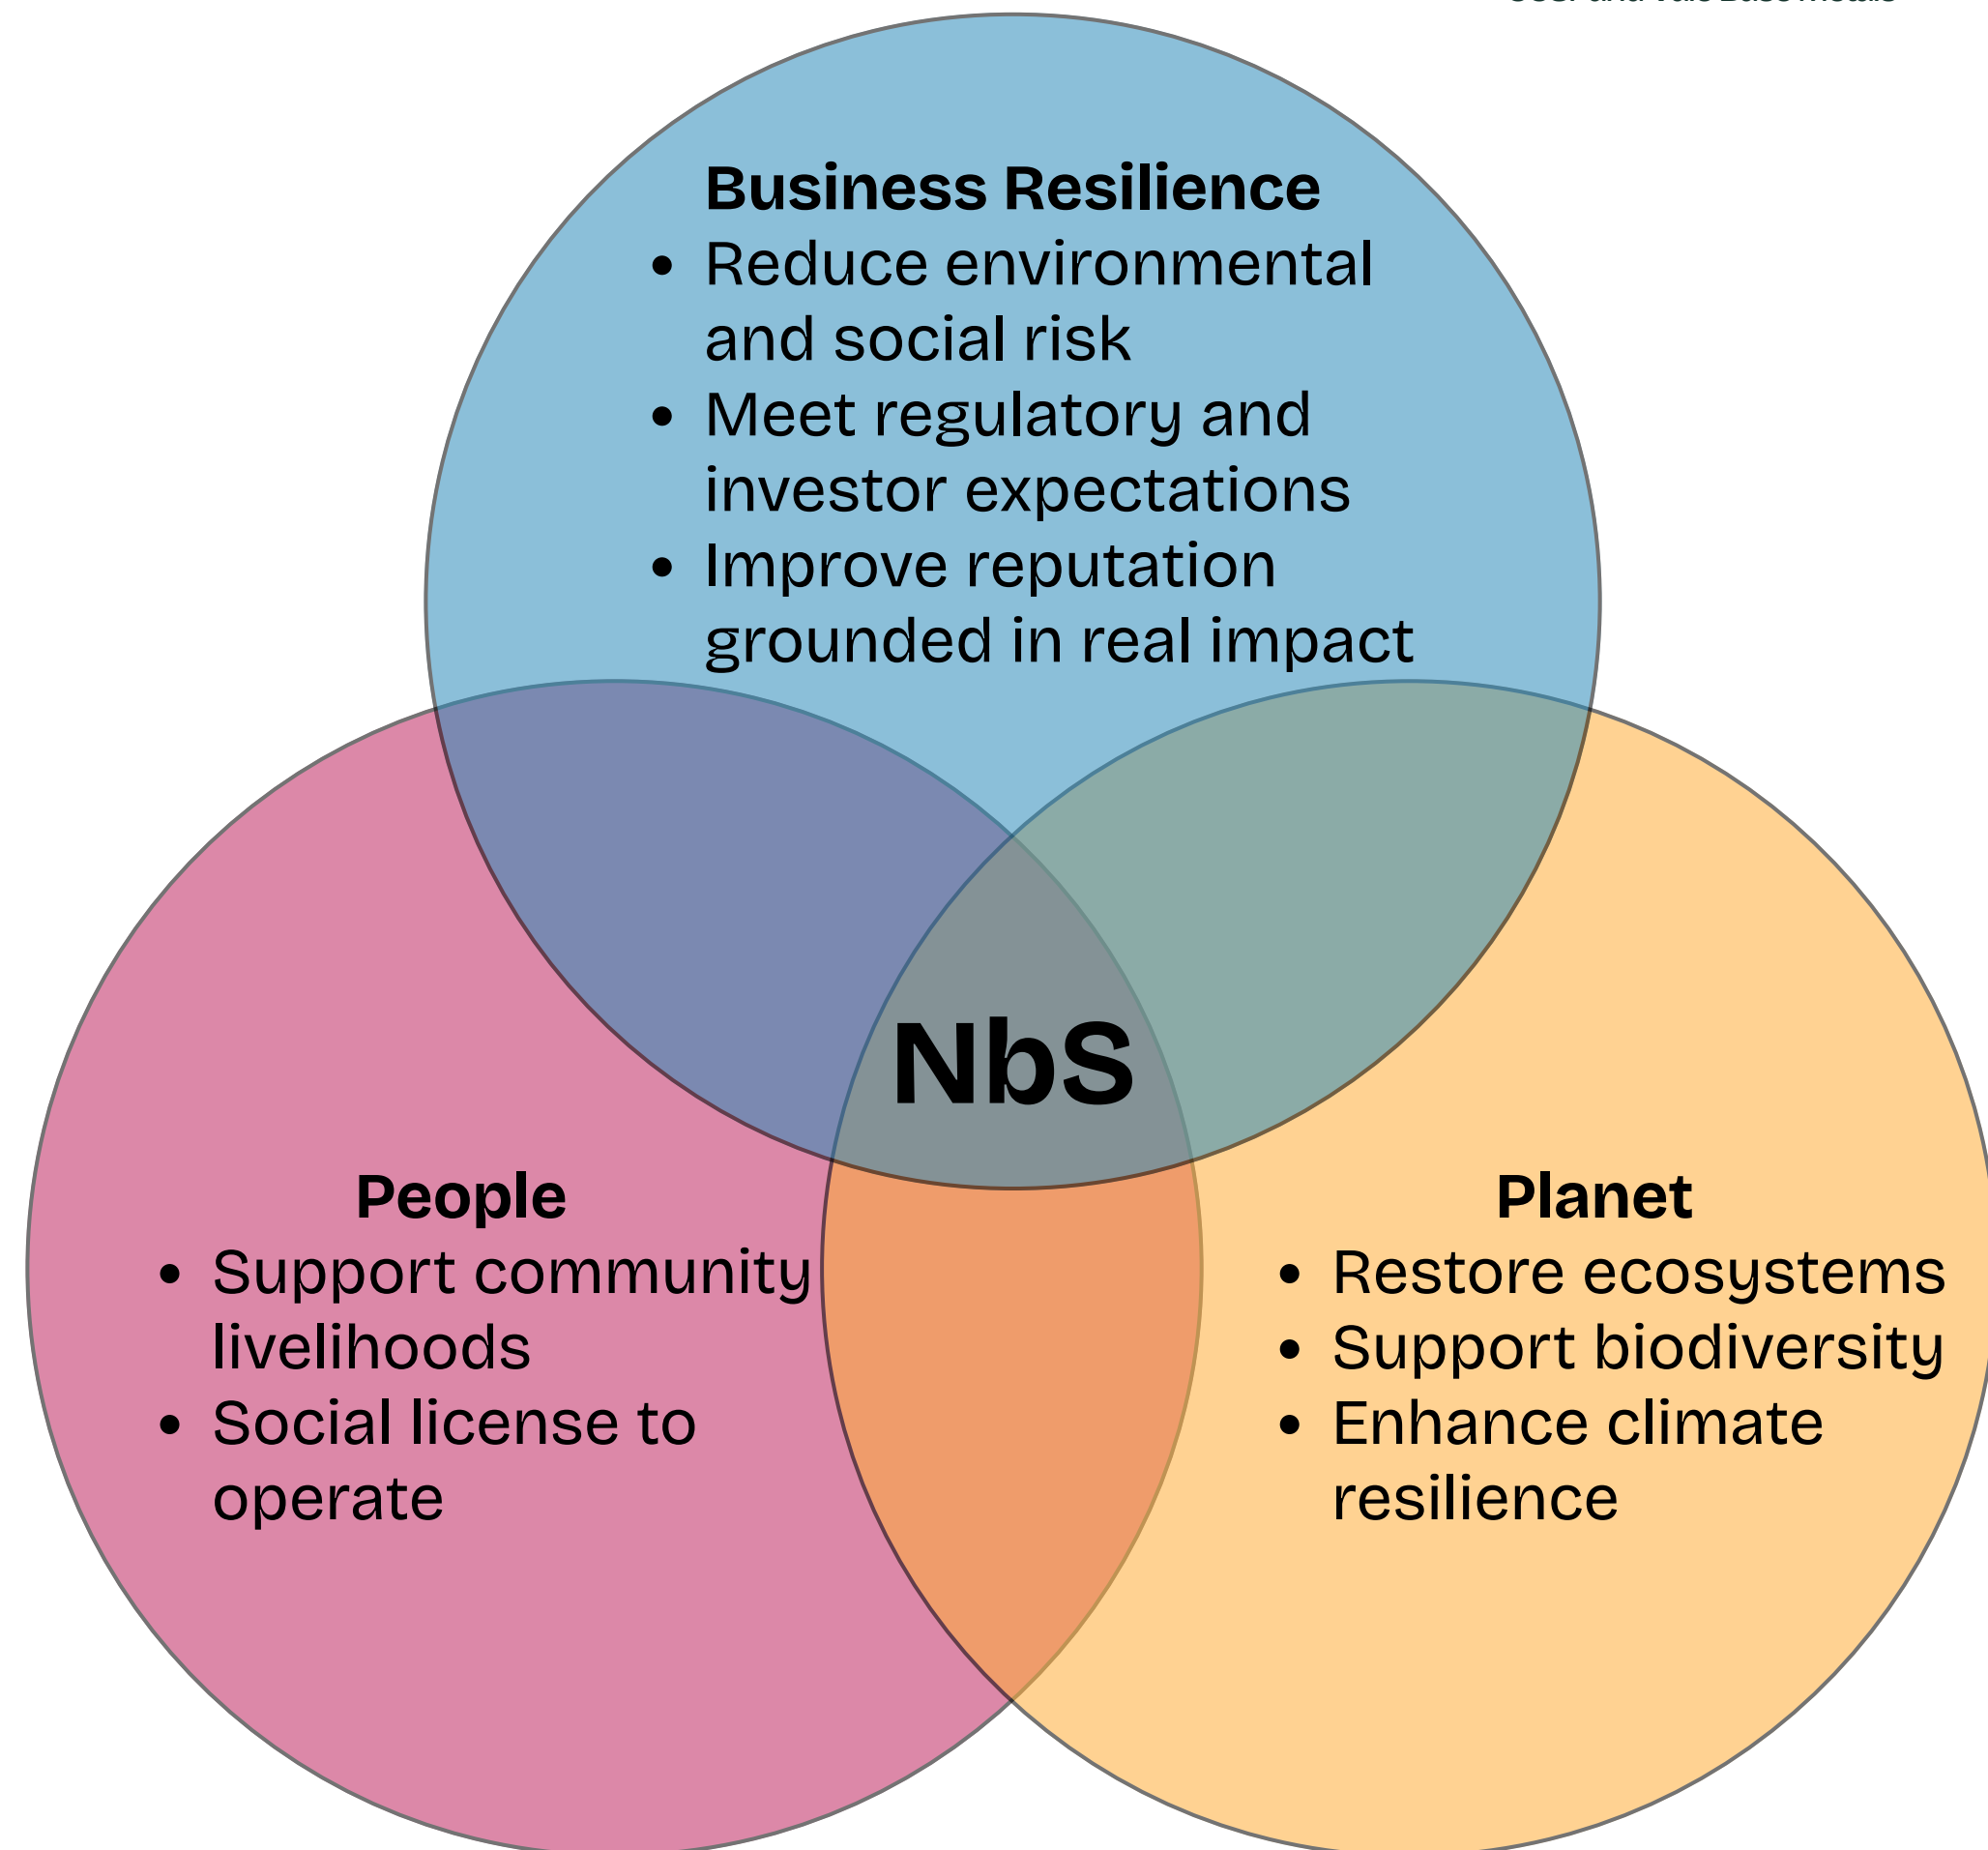 Business Resilience
• Reduce environmental
and social risk
• Meet regulatory and
investor expectations
• Improve reputation
grounded in real impact
NbS
People
• Support community
livelihoods
• Social license to
operate
Planet
• Restore ecosystems
• Support biodiversity
• Enhance climate
resilience